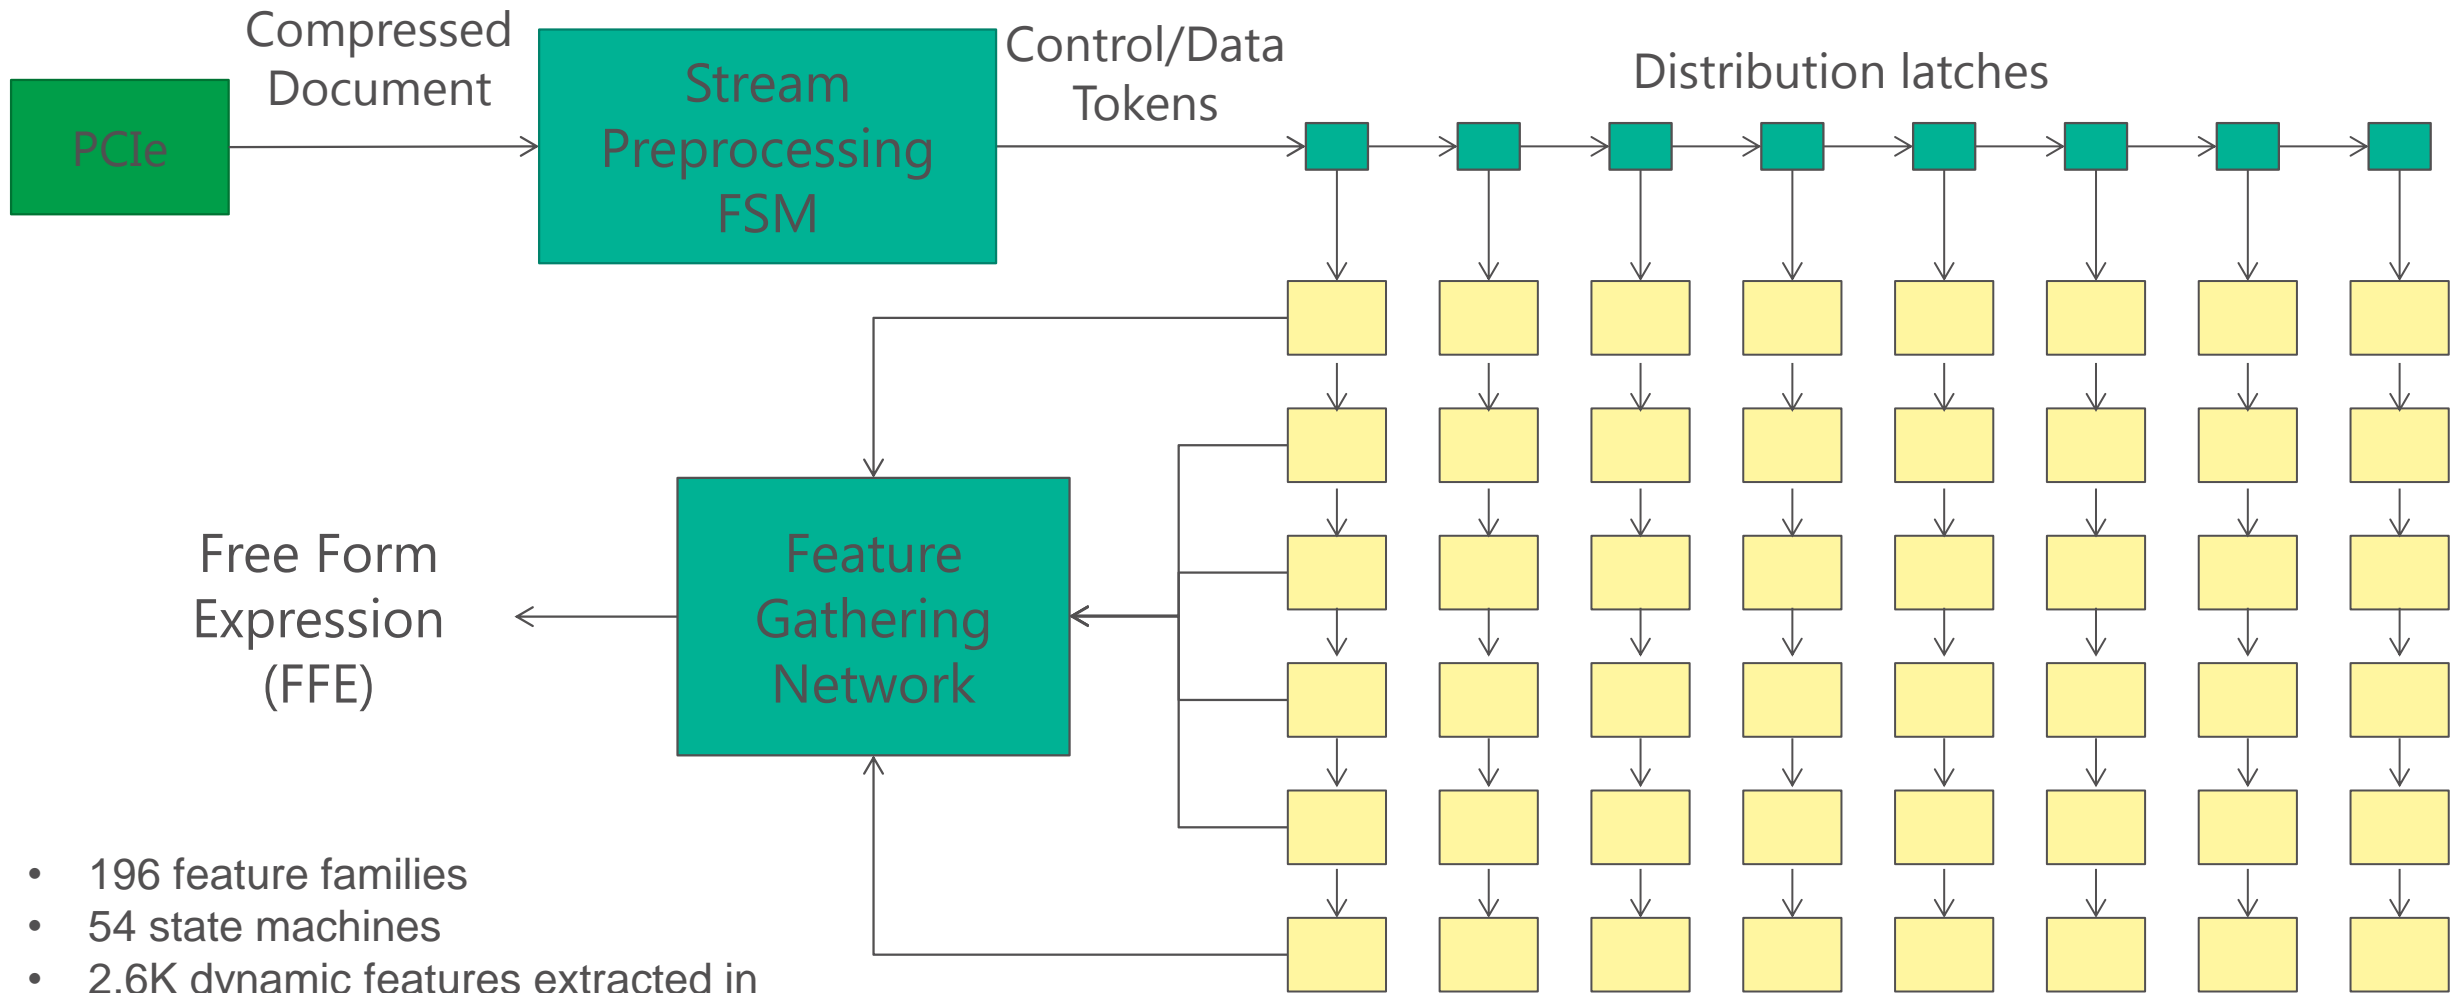 Compressed
Document
PCIe
Stream
Preprocessing
FSM
Control/Data
Tokens
Distribution latches
Feature
Gathering
Network
Free Form
Expression
(FFE)
• 196 feature families
• 54 state machines
• 2.6K dynamic features extracted in